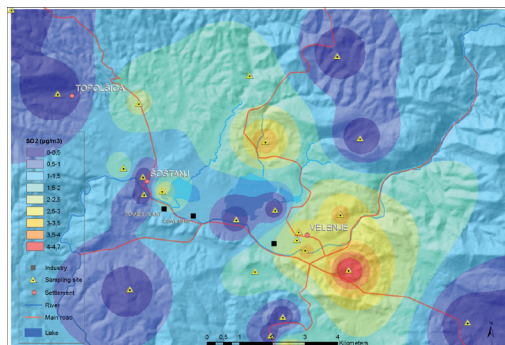 TOPOLŠICA
SO2 (µg/m3)
0-0,5
0,5-1
1-1,5
1,5-2
2-2,5
2,5-3
3-3,5
3,5-4
4-4,7
ŠOŠTANJ
VELENJE
Industry
Sampling site
Settlement
River
Main road
Lake
0 0,5 1 2 3 4
Kilometers